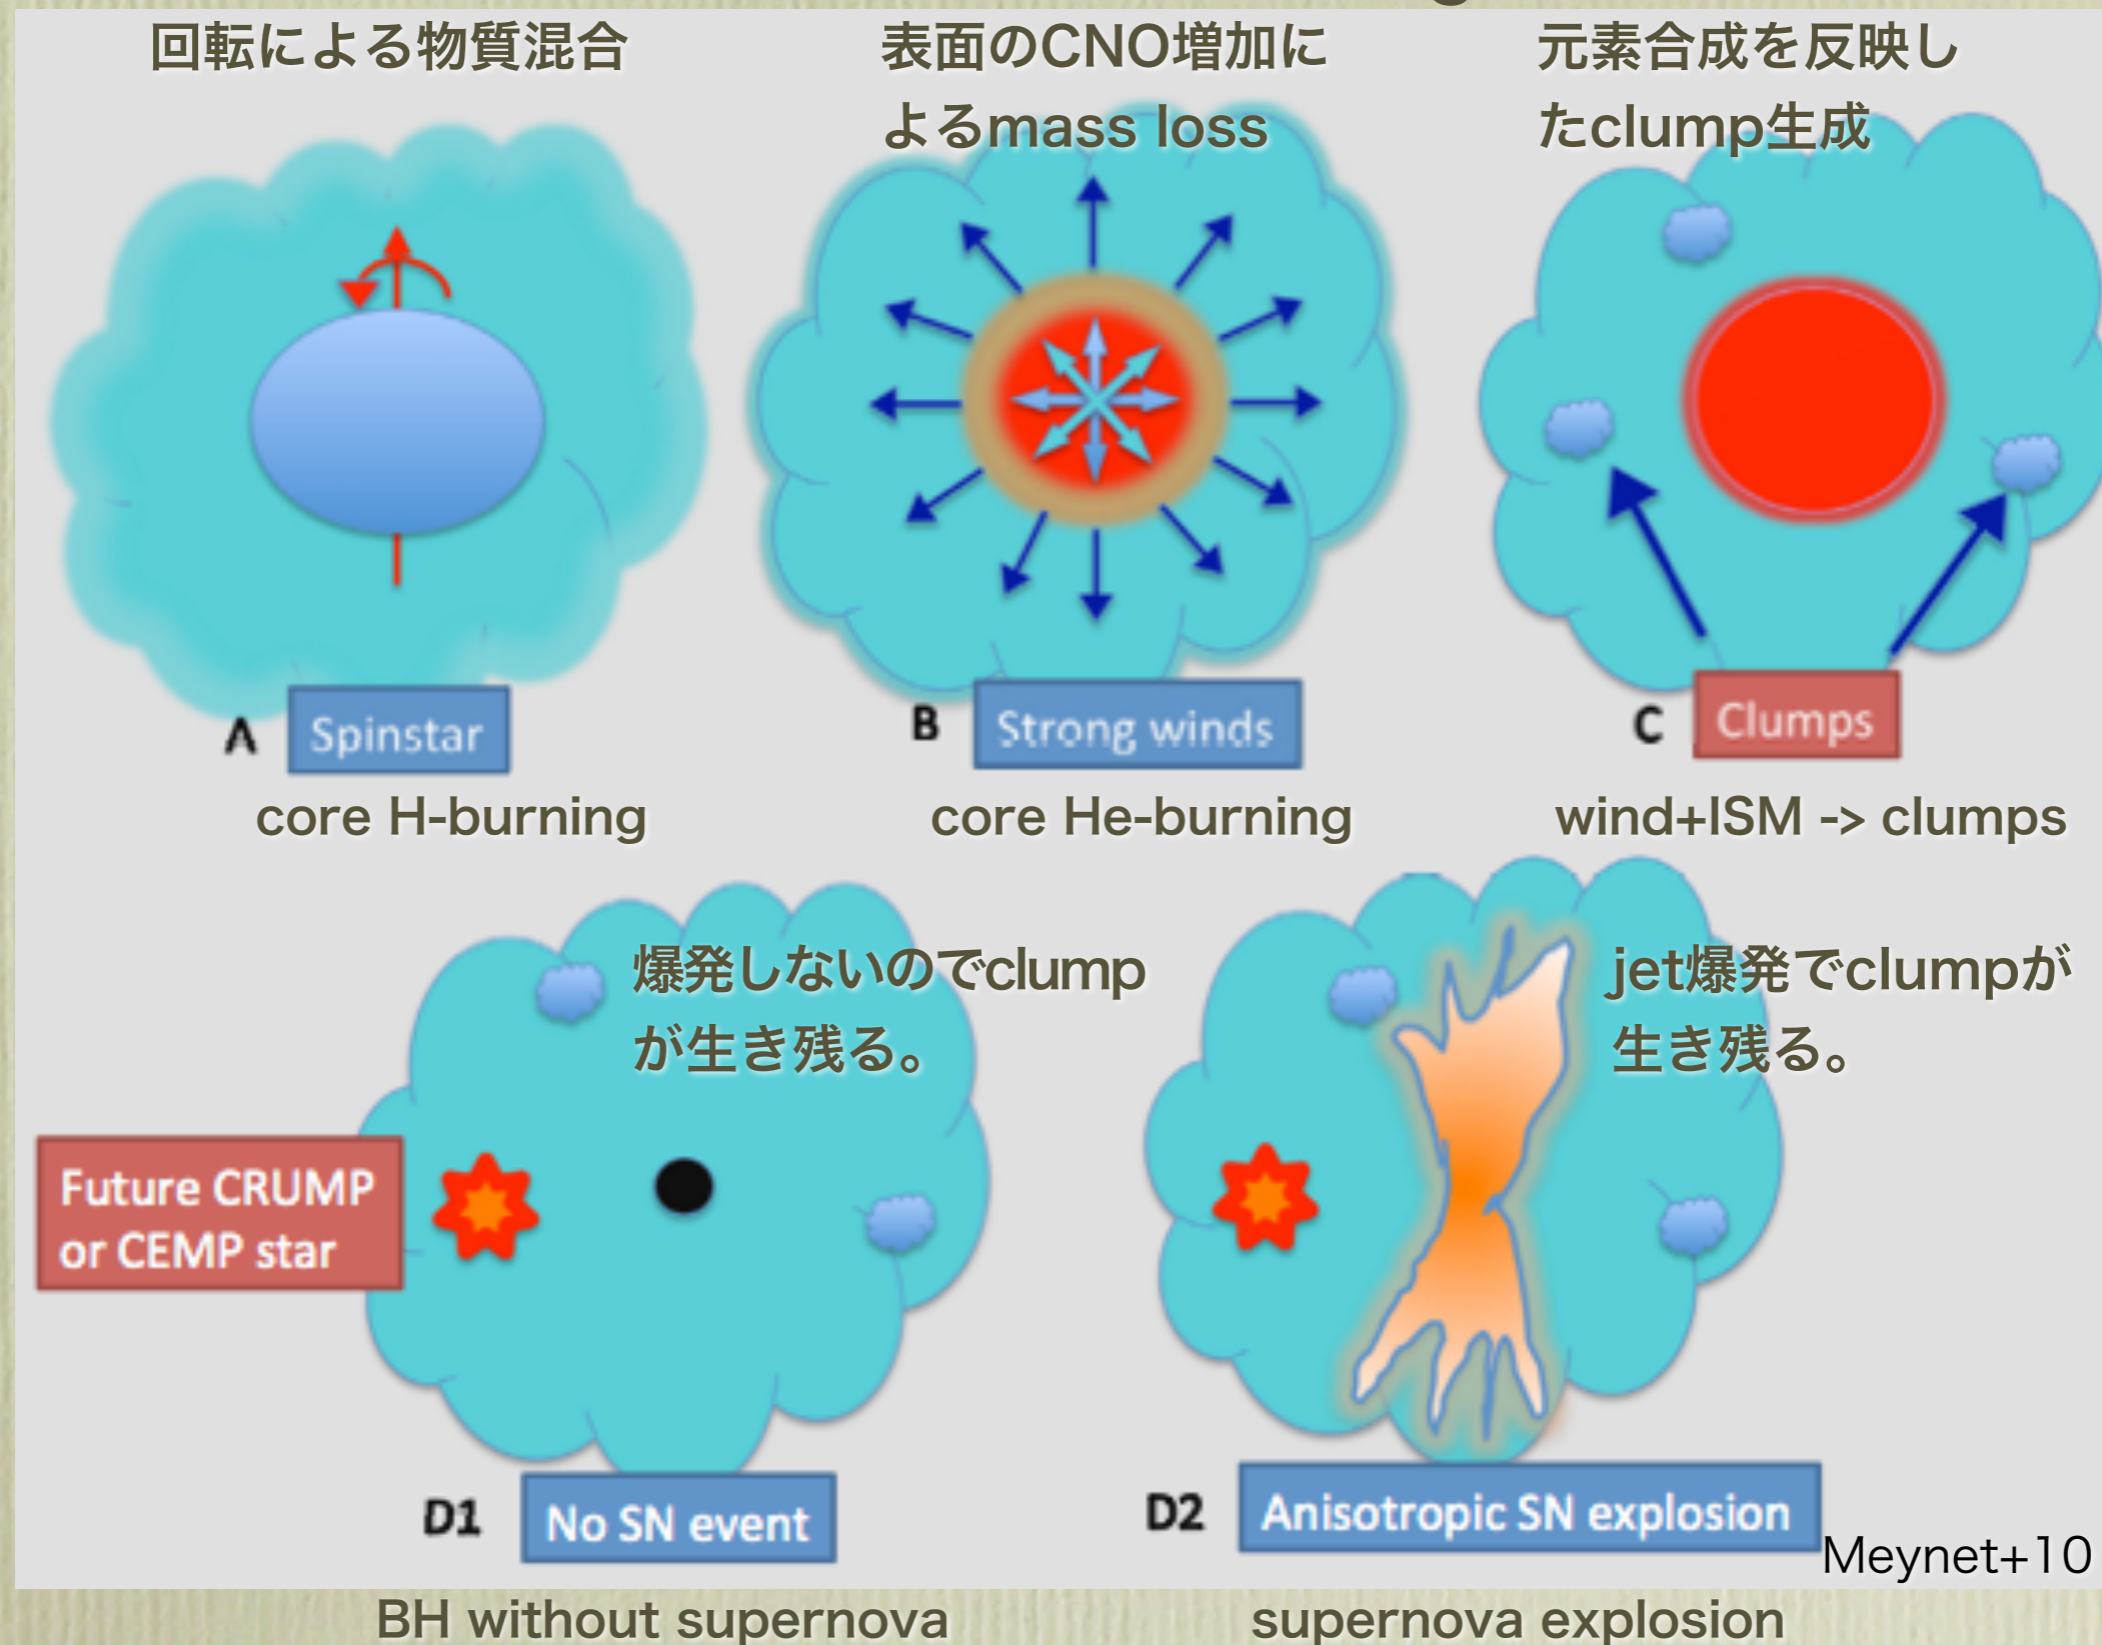 回転による物質混合
表面のCNO増加に
よるmass loss
元素合成を反映し
たclump生成
A
Spinstar
B
Strong winds
C
Clumps
core H-burning
core He-burning
wind+ISM -> clumps
爆発しないのでclump
が生き残る。
jet爆発でclumpが
生き残る。
Future CRUMP
or CEMP star
D1
No SN event
D2
Anisotropic SN explosion
Meynet+10
BH without supernova
supernova explosion